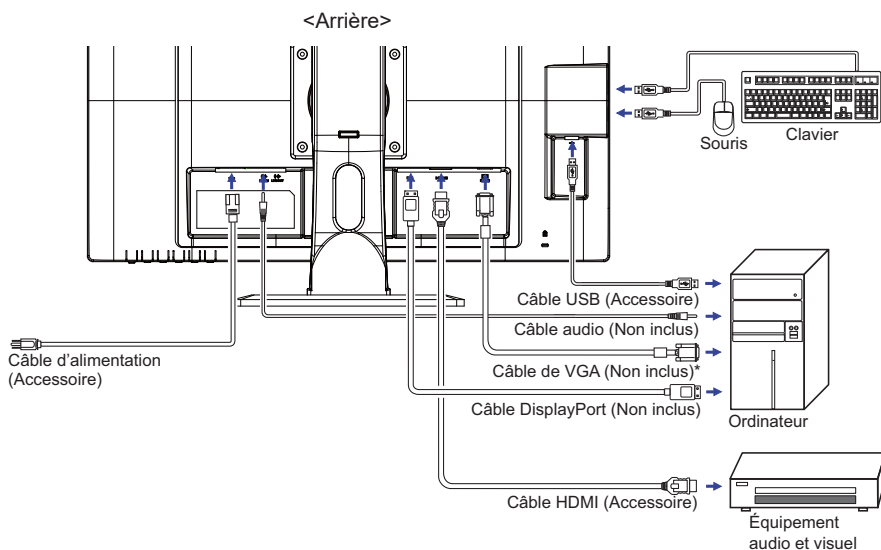 <Arrière>
Souris
Clavier
Câble USB (Accessoire)
Câble audio (Non inclus)
Câble d’alimentation
(Accessoire)
Câble de VGA (Non inclus)*
Câble DisplayPort (Non inclus)
Ordinateur
Câble HDMI (Accessoire)
Équipement
audio et visuel